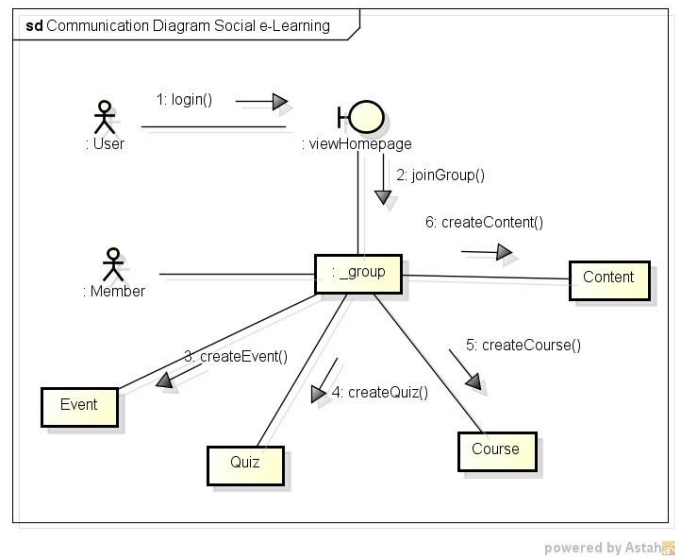 sd Communication Diagram Social e-Learning
1: login()
: User
: viewHomepage
2: joinGroup()
6: createContent()
: Member
: _group
Content
3: createEvent()
5: createCourse()
4: createQuiz()
Event
Quiz
Course
powered by Astah